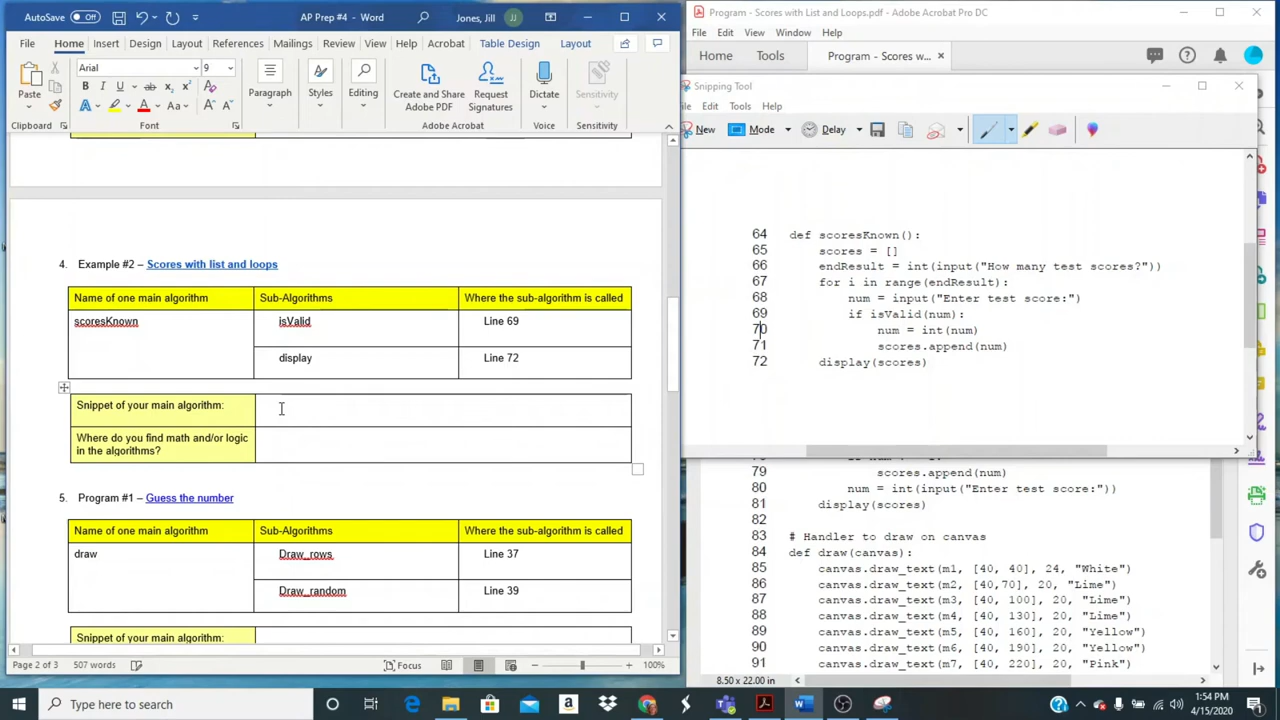 AutoSave Off AP Prep #4 - Word Jones, Jill JJ
File Home Insert Design Layout References Mailings Review View Help Acrobat Table Design Layout
Paste Arial 9 Paragraph Styles Editing Create and Share Adobe PDF Request Signatures Dictate Sensitivity
Clipboard Font Adobe Acrobat Voice Sensitivity
4. Example #2 – Scores with list and loops
Name of one main algorithm Sub-Algorithms Where the sub-algorithm is called
scoresKnown isValid Line 69
display Line 72
Snippet of your main algorithm:
Where do you find math and/or logic
in the algorithms?
5. Program #1 – Guess the number
Name of one main algorithm Sub-Algorithms Where the sub-algorithm is called
draw Draw_rows Line 37
Draw_random Line 39
Snippet of your main algorithm:
Page 2 of 3 507 words Focus 100%
Program - Scores with List and Loops.pdf - Adobe Acrobat Pro DC
File Edit View Window Help
Home Tools Program - Scores w...
Snipping Tool
File Edit Tools Help
New Mode Delay
64 def scoresKnown():
65 scores = []
66 endResult = int(input("How many test scores?"))
67 for i in range(endResult):
68 num = input("Enter test score:")
69 if isValid(num):
70 num = int(num)
71 scores.append(num)
72 display(scores)
79 scores.append(num)
80 num = int(input("Enter test score:"))
81 display(scores)
82
83 # Handler to draw on canvas
84 def draw(canvas):
85 canvas.draw_text(m1, [40, 40], 24, "White")
86 canvas.draw_text(m2, [40,70], 20, "Lime")
87 canvas.draw_text(m3, [40, 100], 20, "Lime")
88 canvas.draw_text(m4, [40, 130], 20, "Lime")
89 canvas.draw_text(m5, [40, 160], 20, "Yellow")
90 canvas.draw_text(m6, [40, 190], 20, "Yellow")
91 canvas.draw_text(m7, [40, 220], 20, "Pink")
8.50 x 22.00 in
Type here to search
1:54 PM
4/15/2020